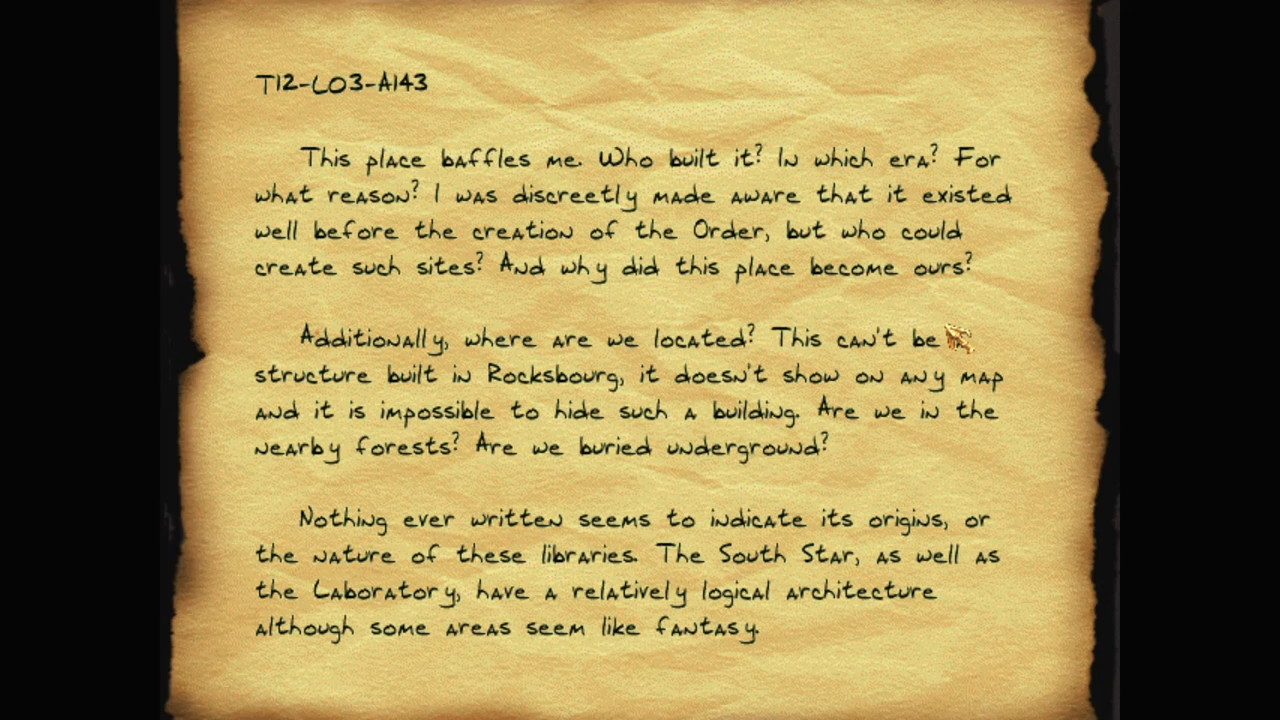 T12-L03-A143
This place baffles me. Who built it? In which era? For
what reason? I was discreetly made aware that it existed
well before the creation of the Order, but who could
create such sites? And why did this place become ours?
Additionally, where are we located? This can't be
structure built in Rocksbourg, it doesn't show on any map
and it is impossible to hide such a building. Are we in the
nearby forests? Are we buried underground?
Nothing ever written seems to indicate its origins, or
the nature of these libraries. The South Star, as well as
the Laboratory, have a relatively logical architecture
although some areas seem like fantasy.